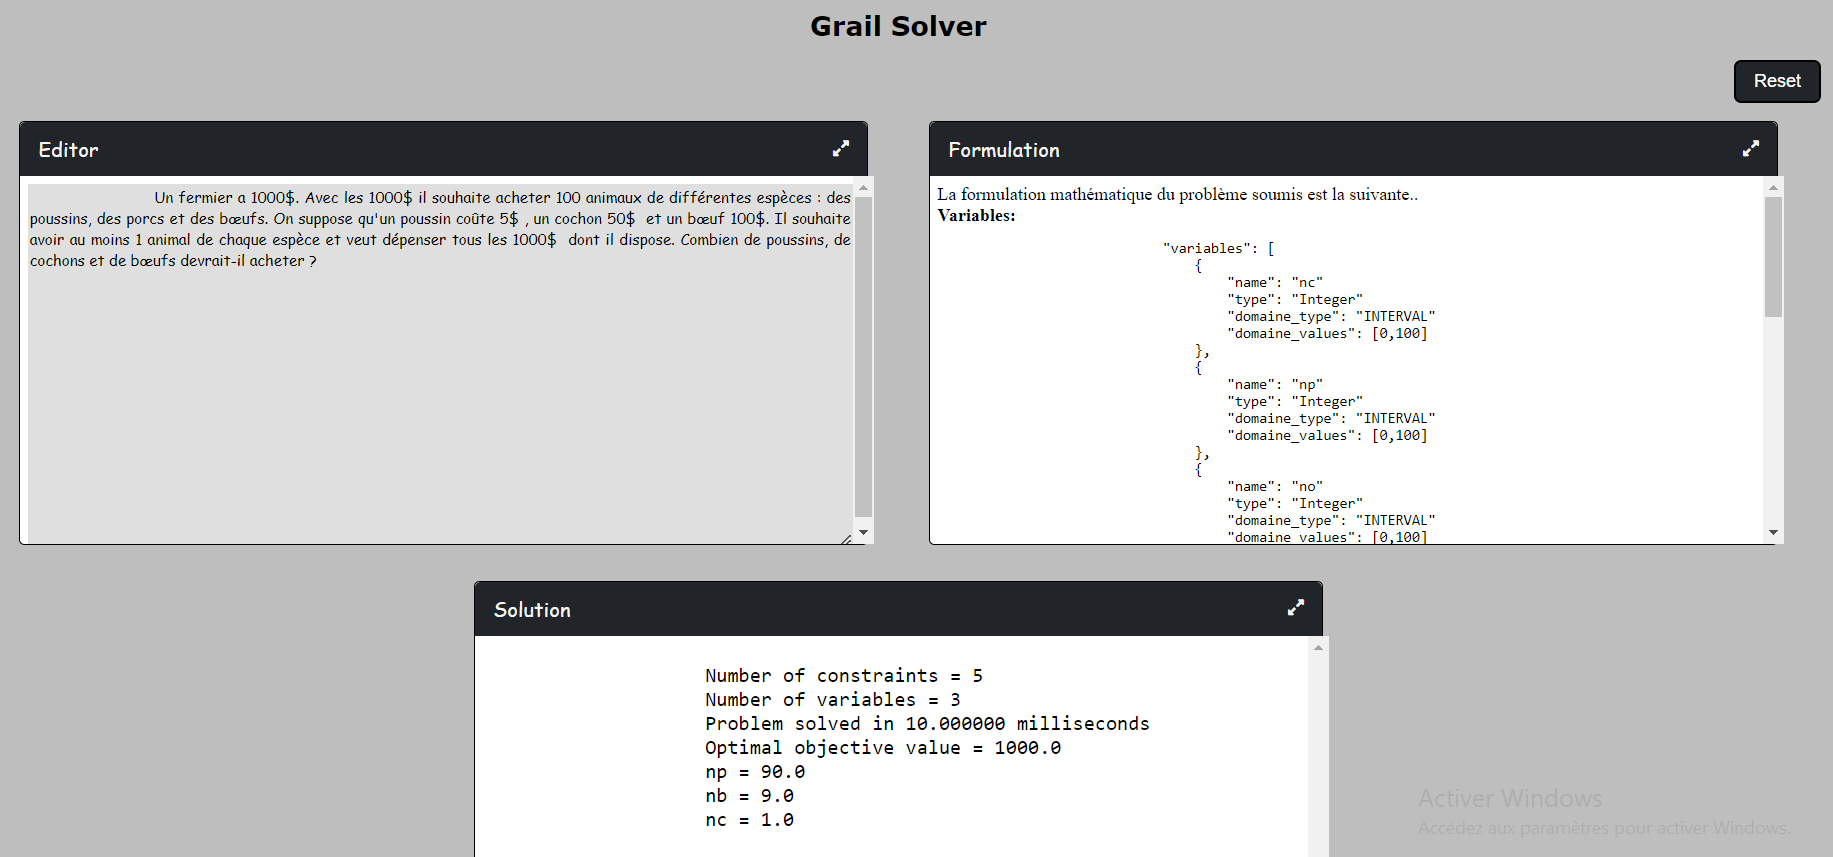 Grail Solver
Reset
Editor
Un fermier a 1000$. Avec les 1000$ il souhaite acheter 100 animaux de différentes espèces : des
poussins, des porcs et des bœufs. On suppose qu'un poussin coûte 5$ , un cochon 50$ et un bœuf 100$. Il souhaite
avoir au moins 1 animal de chaque espèce et veut dépenser tous les 1000$ dont il dispose. Combien de poussins, de
cochons et de bœufs devrait-il acheter ?
Formulation
La formulation mathématique du problème soumis est la suivante..
Variables:
"variables": [
{
"name": "nc"
"type": "Integer"
"domaine_type": "INTERVAL"
"domaine_values": [0,100]
},
{
"name": "np"
"type": "Integer"
"domaine_type": "INTERVAL"
"domaine_values": [0,100]
},
{
"name": "no"
"type": "Integer"
"domaine_type": "INTERVAL"
"domaine_values": [0,100]
Solution
Number of constraints = 5
Number of variables = 3
Problem solved in 10.000000 milliseconds
Optimal objective value = 1000.0
np = 90.0
nb = 9.0
nc = 1.0
Activer Windows
Accédez aux paramètres pour activer Windows.